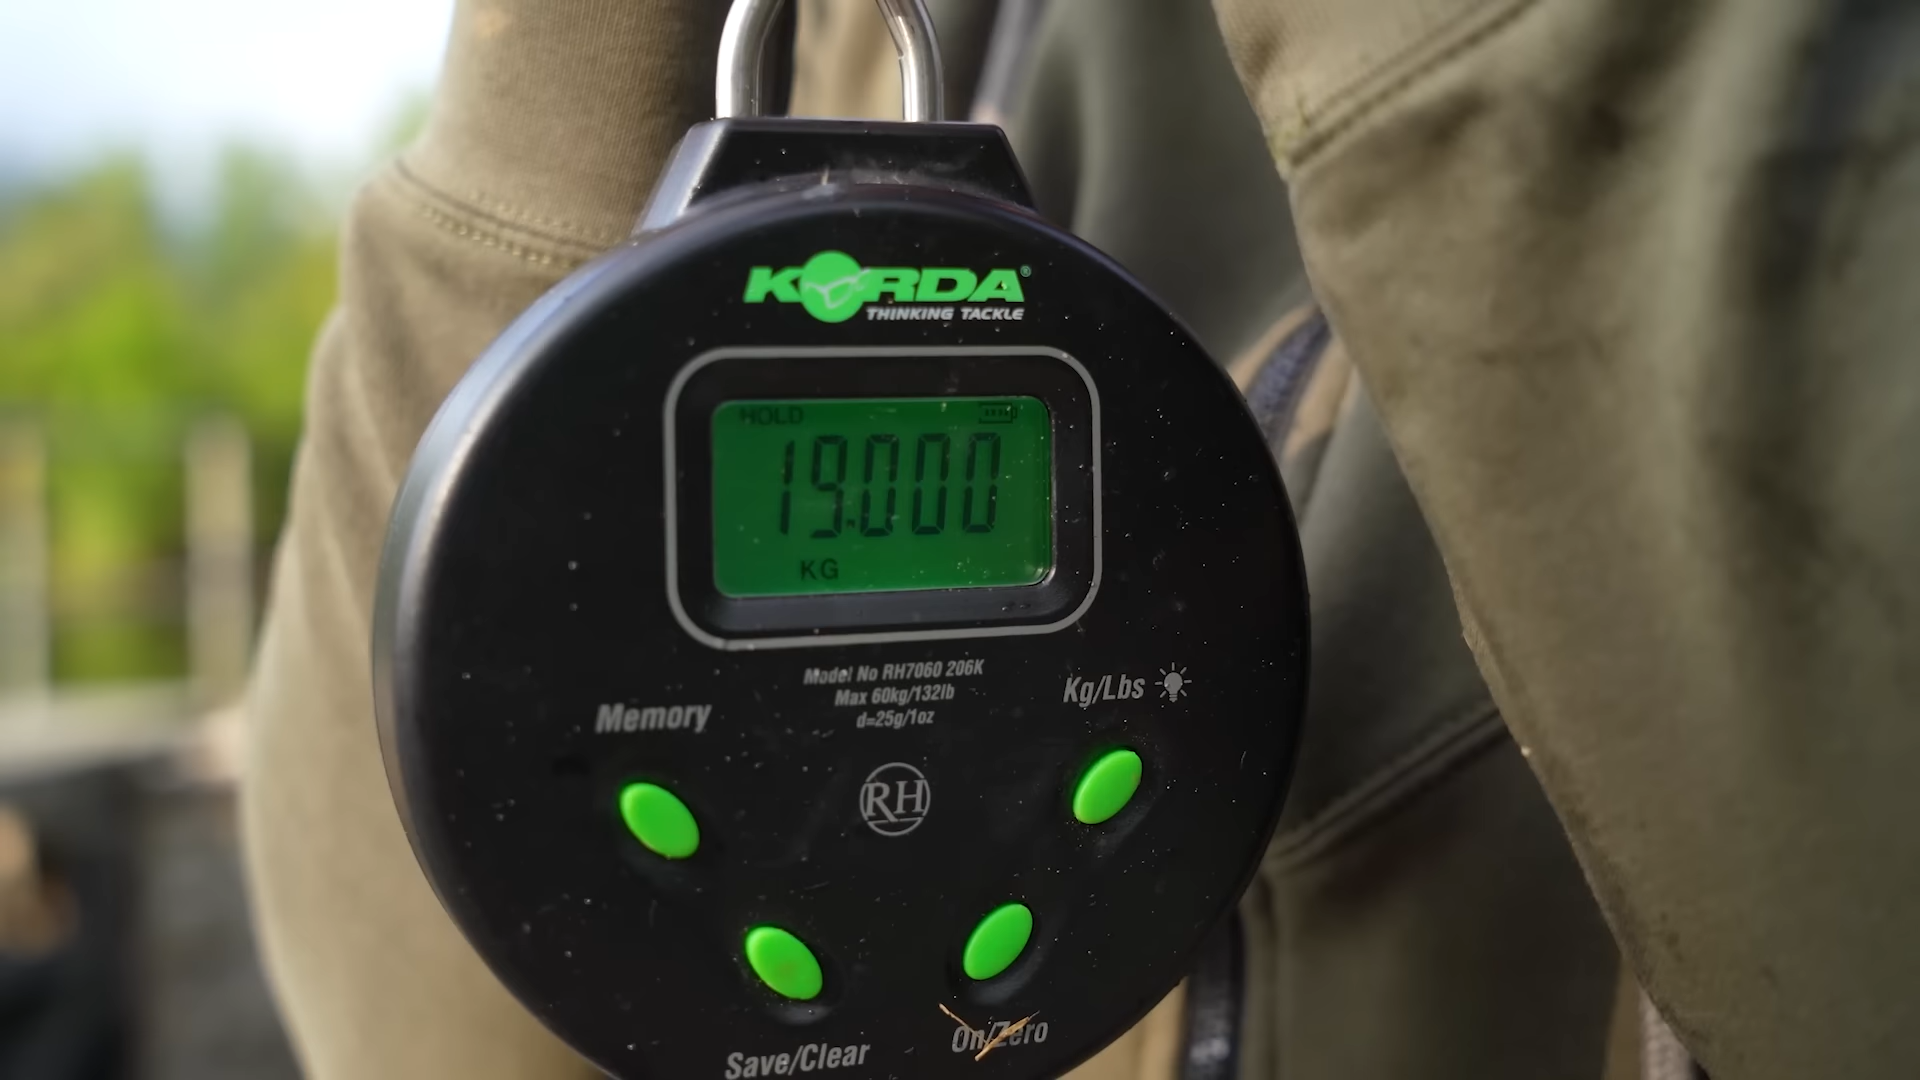 KORDA®
THINKING TACKLE
HOLD
19.000
KG
Model No RH7060 206K
Max 60kg/132lb
d=25g/1oz
Memory
Kg/Lbs
RH
Save/Clear
On/Zero